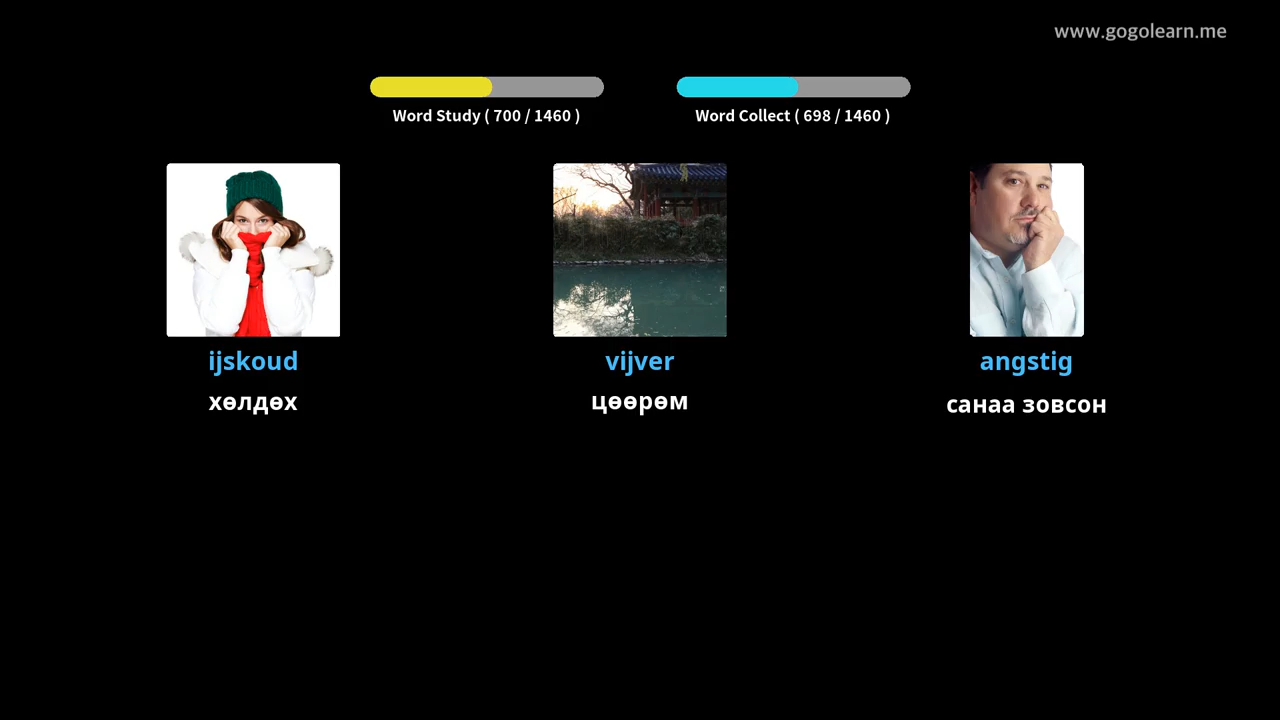 www.gogolearn.me
Word Study ( 700 / 1460 )
Word Collect ( 698 / 1460 )
ijskoud
vijver
angstig
хөлдөх
цөөрөм
санаа зовсон